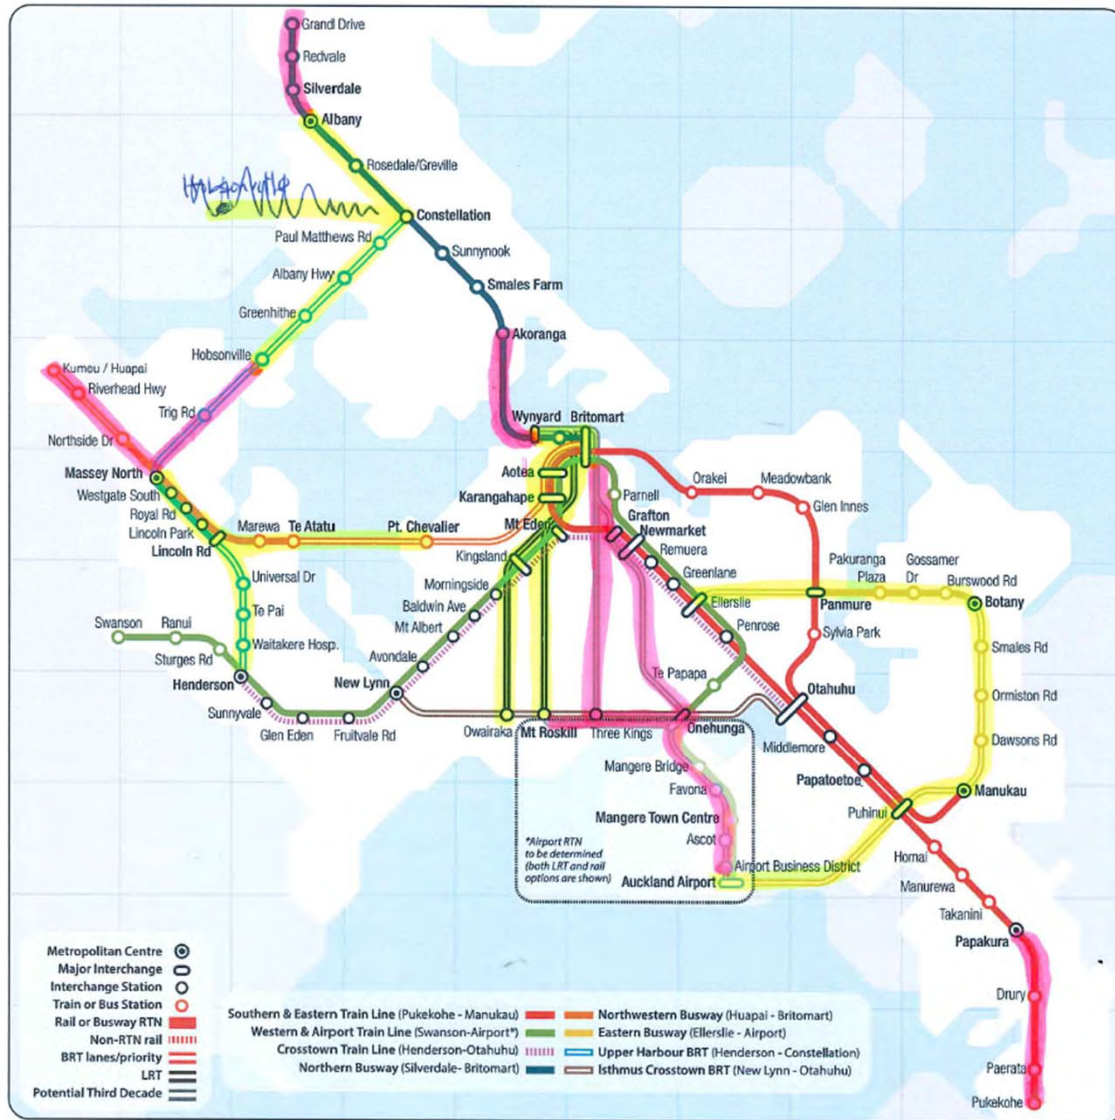 Grand Drive
Redvale
Silverdale
Albany
Rosedale/Greville
Constellation
Paul Matthews Rd
Sunnynook
Albany Hwy
Smales Farm
Greenhithe
Akoranga
Hobsonville
Kumeu / Huapai
Riverhead Hwy
Trig Rd
Northside Dr
Wynyard
Britomart
Massey North
Aotea
Orakei
Meadowbank
Westgate South
Karangahape
Parnell
Glen Innes
Royal Rd
Grafton
Lincoln Park
Marewa
Te Atatu
Pt. Chevalier
Mt Eden
Newmarket
Lincoln Rd
Kingsland
Remuera
Pakuranga
Plaza
Gossamer
Dr
Burswood Rd
Universal Dr
Morningside
Greenlane
Te Pai
Baldwin Ave
Ellerslie
Panmure
Botany
Swanson
Ranui
Mt Albert
Penrose
Sylvia Park
Waitakere Hosp.
Smales Rd
Sturges Rd
Avondale
Te Papapa
Henderson
New Lynn
Otahuhu
Ormiston Rd
Sunnyvale
Glen Eden
Fruitvale Rd
Owairaka
Mt Roskill
Three Kings
Onehunga
Middlemore
Dawsons Rd
Mangere Bridge
Papatoetoe
Favona
Manukau
Mangere Town Centre
Puhinui
*Airport RTN
to be determined
(both LRT and rail
options are shown)
Ascot
Airport Business District
Auckland Airport
Homai
Manurewa
Takanini
Papakura
Drury
Paerata
Pukekohe
Metropolitan Centre
Major Interchange
Interchange Station
Train or Bus Station
Rail or Busway RTN
Non-RTN rail
BRT lanes/priority
LRT
Potential Third Decade
Southern & Eastern Train Line (Pukekohe - Manukau)
Western & Airport Train Line (Swanson-Airport*)
Crosstown Train Line (Henderson-Otahuhu)
Northern Busway (Silverdale- Britomart)
Northwestern Busway (Huapai - Britomart)
Eastern Busway (Ellerslie - Airport)
Upper Harbour BRT (Henderson - Constellation)
Isthmus Crosstown BRT (New Lynn - Otahuhu)